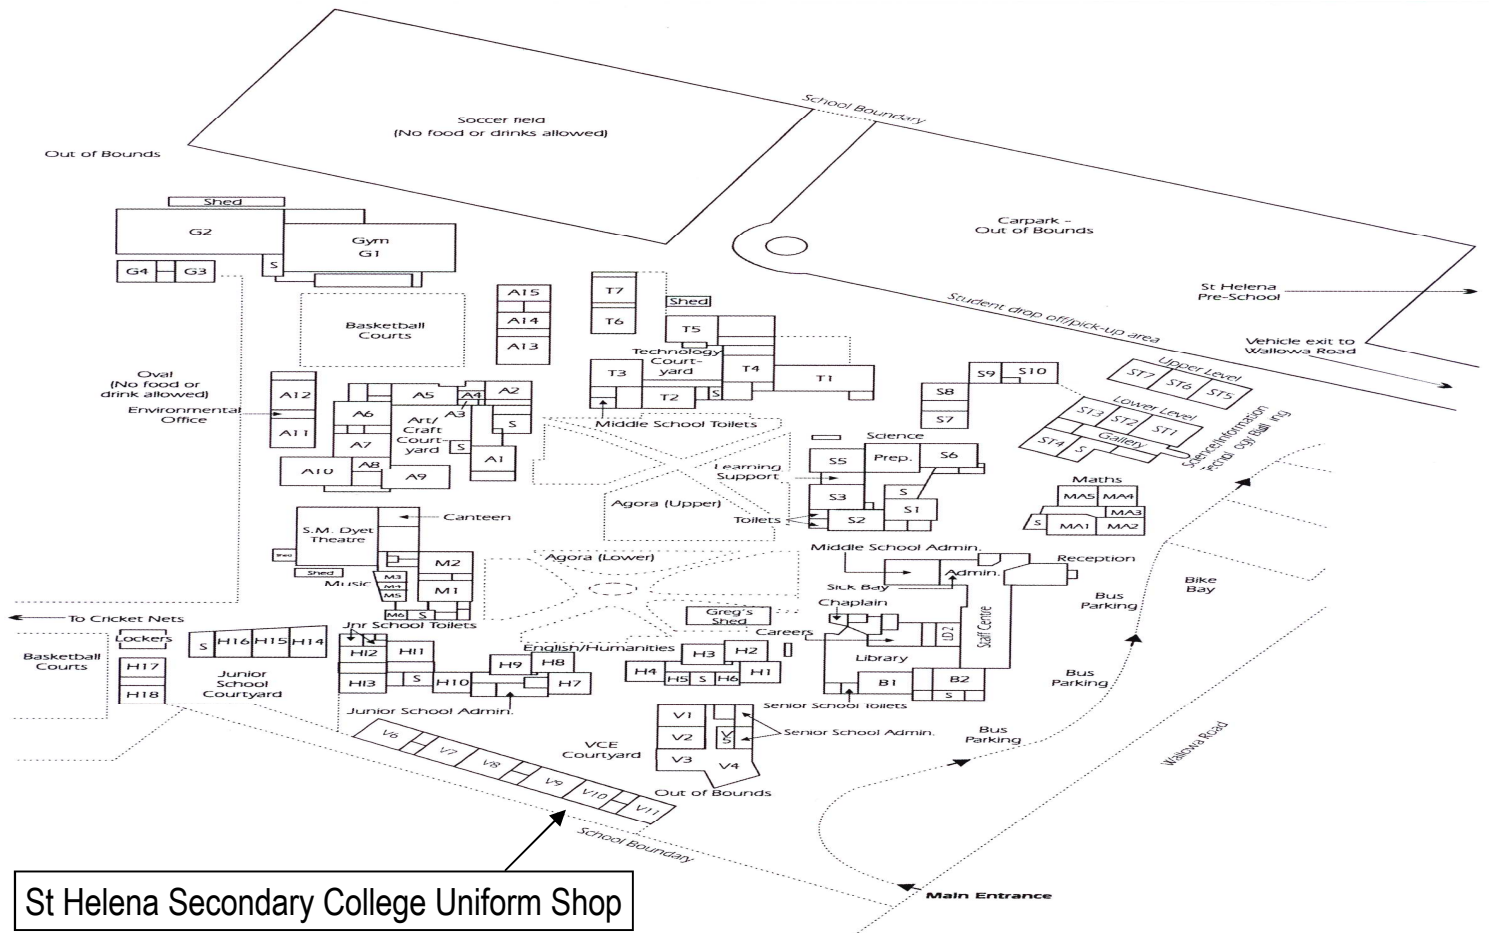 School Boundary
Soccer field
(No food or drinks allowed)
Out of Bounds
Shed
G2
Gym
G1
S
G4
G3
Carpark -
Out of Bounds
St Helena
Pre-School
Student drop off/pick-up area
Vehicle exit to
Wallowa Road
Basketball
Courts
A15
A14
A13
T7
T6
Shed
T5
Technology
Court-
yard
T3
T4
T1
T2
S
Middle School Toilets
Oval
(No food or
drink allowed)
Environmental
Office
A12
A11
A6
A5
A4
A2
A3
Art/
Craft
Court-
yard
S
S
A7
A1
A10
A8
A9
S9
S10
S8
S7
Upper Level
ST7
ST6
ST5
Lower Level
ST3
ST2
ST1
Gallery
ST4
S
Science/Information
Science
S5
Prep.
S6
Learning
Support
S3
S
S1
S2
Toilets
Agora (Upper)
Maths
MA5
MA4
MA3
S
MA1
MA2
S.M. Dyet
Theatre
Canteen
Shed
Shed
Music
M3
M4
M5
M2
M1
M6
S
Agora (Lower)
Middle School Admin.
Admin.
Reception
Sick Bay
Chaplain
Careers
LD2
Staff Centre
Library
B1
B2
S
Bike
Bay
Bus
Parking
Bus
Parking
Bus
Parking
Wallowa Road
To Cricket Nets
Lockers
Basketball
Courts
H17
H18
S
H16
H15
H14
Junior
School
Courtyard
Jnr School Toilets
H12
H11
H13
S
H10
H9
H8
H7
Junior School Admin.
English/Humanities
Greg's
Shed
H3
H2
H4
H5
S
H6
H1
Senior School Toilets
V1
V2
V
S
V3
V4
Senior School Admin.
VCE
Courtyard
Out of Bounds
V6
V7
V8
V9
V10
V11
School Boundary
Main Entrance
St Helena Secondary College Uniform Shop